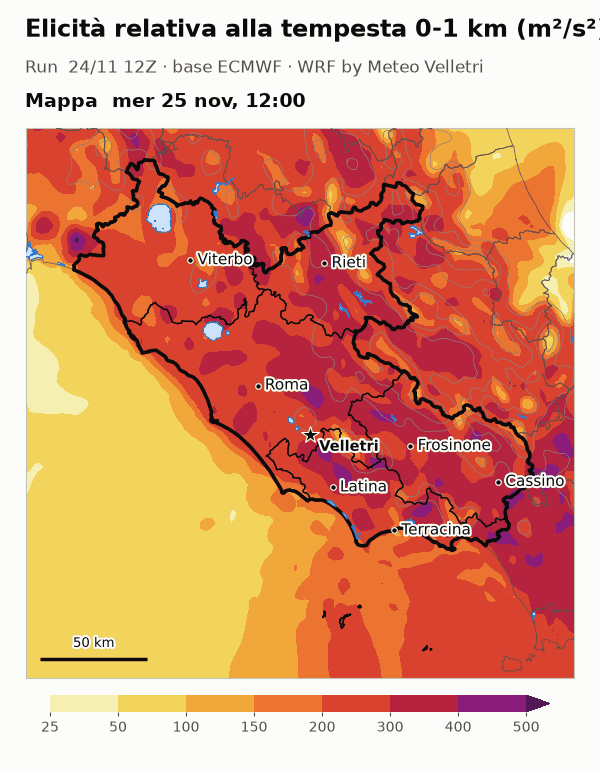 Elicità relativa alla tempesta 0-1 km (m²/s²)
Run 24/11 12Z · base ECMWF · WRF by Meteo Velletri
Mappa mer 25 nov, 12:00
Viterbo
Rieti
Roma
Velletri
Frosinone
Latina
Cassino
Terracina
50 km
25 50 100 150 200 300 400 500